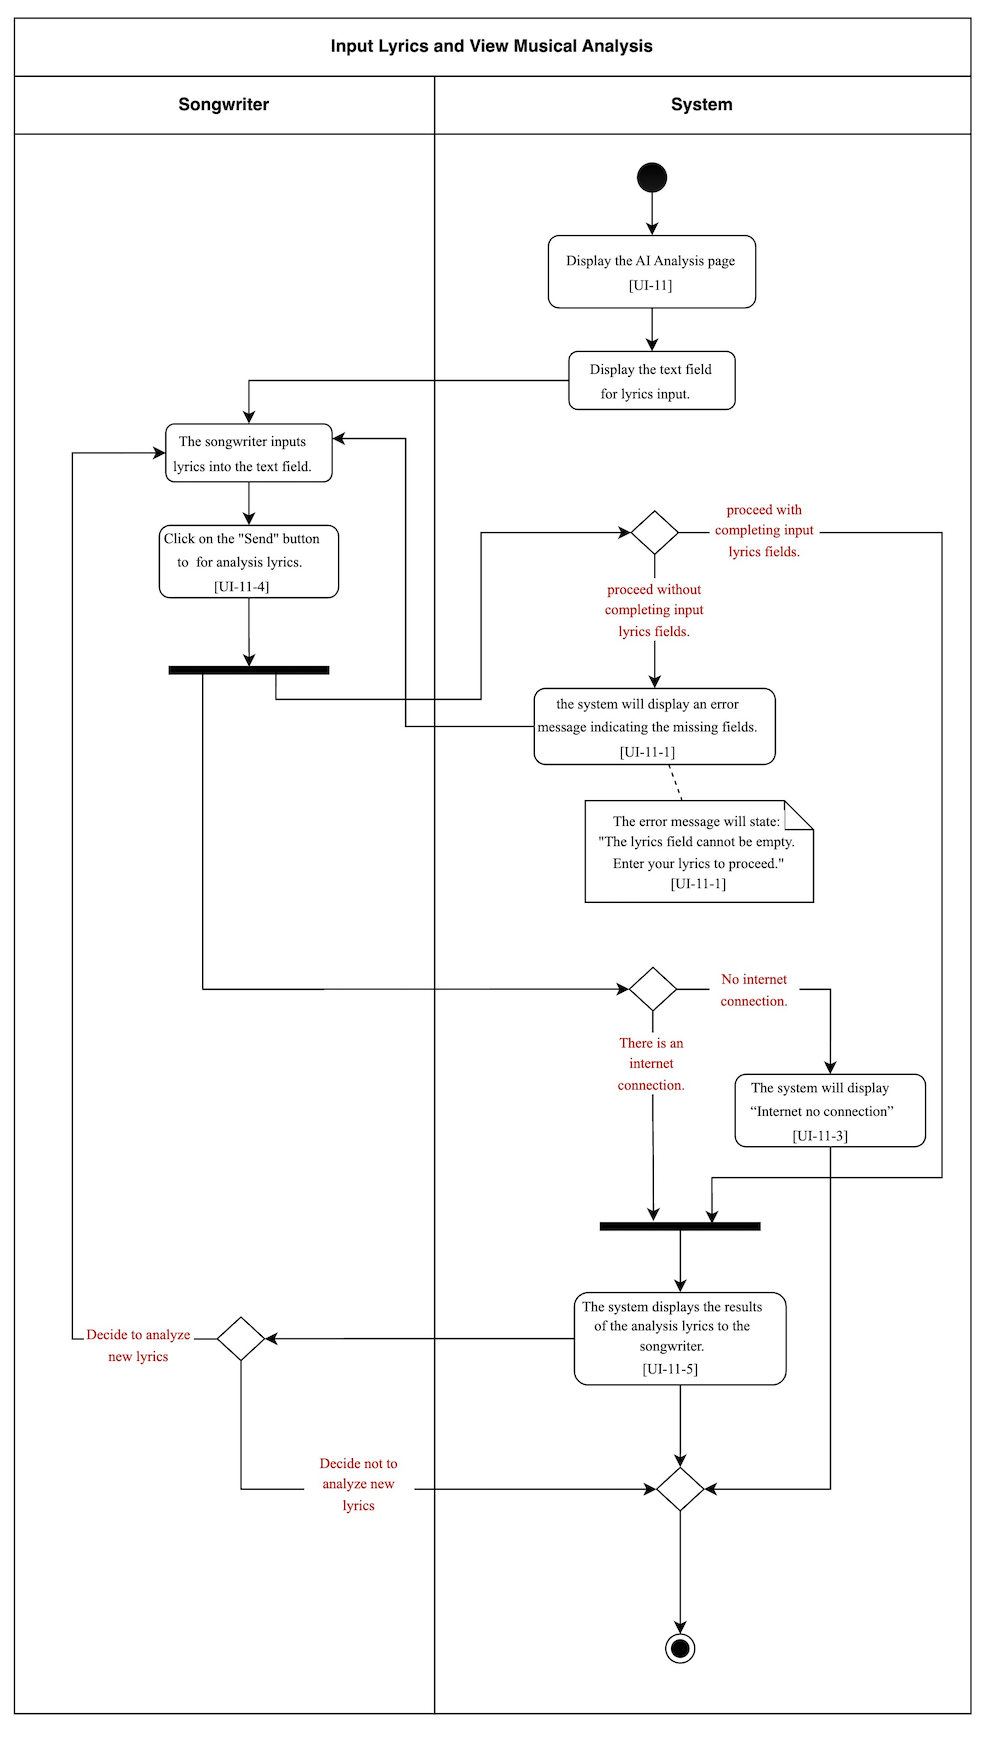 Input Lyrics and View Musical Analysis
Songwriter
System
Display the AI Analysis page
[UI-11]
Display the text field
for lyrics input.
The songwriter inputs
lyrics into the text field.
Click on the "Send" button
to  for analysis lyrics.
[UI-11-4]
proceed with
completing input
lyrics fields.
proceed without
completing input
lyrics fields.
the system will display an error
message indicating the missing fields.
[UI-11-1]
The error message will state:
"The lyrics field cannot be empty.
Enter your lyrics to proceed."
[UI-11-1]
No internet
connection.
There is an
internet
connection.
The system will display
“Internet no connection”
[UI-11-3]
The system displays the results
of the analysis lyrics to the
songwriter.
[UI-11-5]
Decide to analyze
new lyrics
Decide not to
analyze new
lyrics